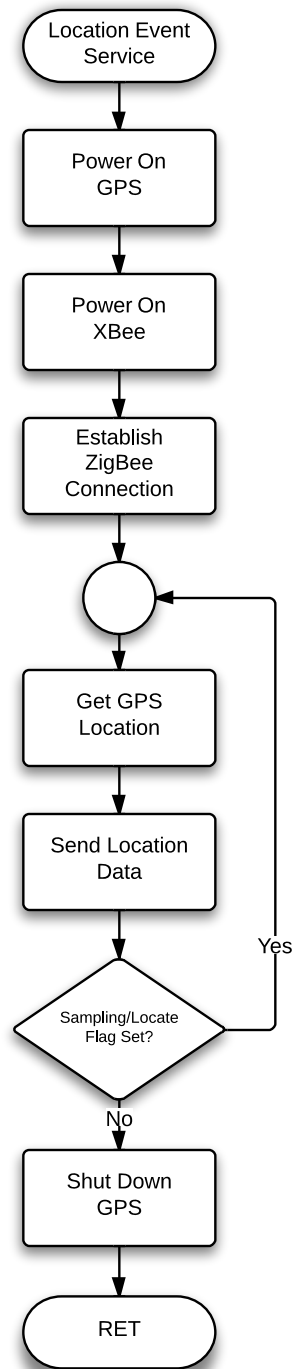 Location Event
Service
Power On
GPS
Power On
XBee
Establish
ZigBee
Connection
Get GPS
Location
Send Location
Data
Yes
Sampling/Locate
Flag Set?
No
Shut Down
GPS
RET